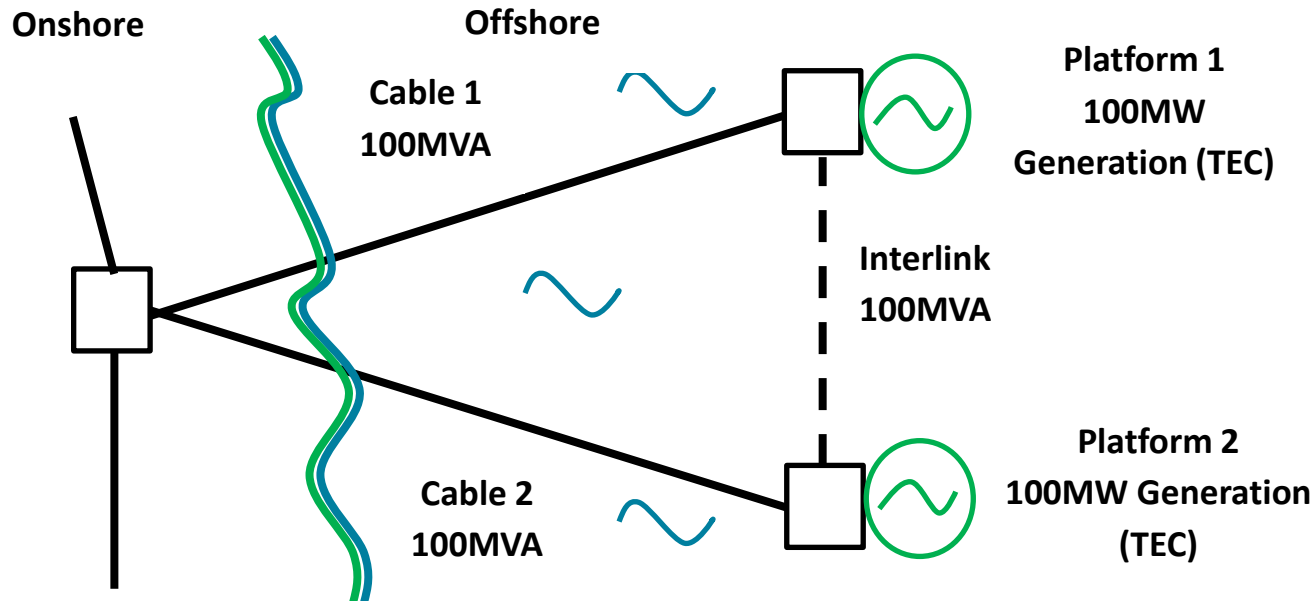 Onshore
Offshore
Cable 1
100MVA
Platform 1
100MW
Generation (TEC)
Interlink
100MVA
Cable 2
100MVA
Platform 2
100MW Generation
(TEC)